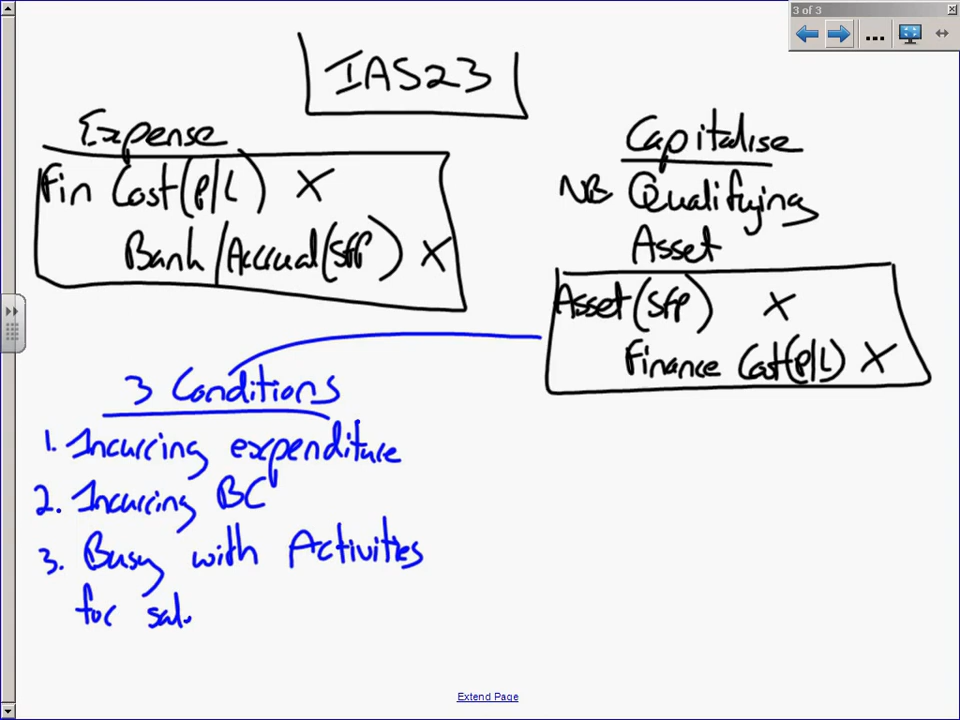 3 of 3
IAS23
Expense
Fin Cost (P/L) X
Bank / Accrual (SFP) X
Capitalise
NB Qualifying
Asset
Asset (SFP) X
Finance Cost (P/L) X
3 Conditions
1. Incurring expenditure
2. Incurring BC
3. Busy with Activities
for sal
Extend Page